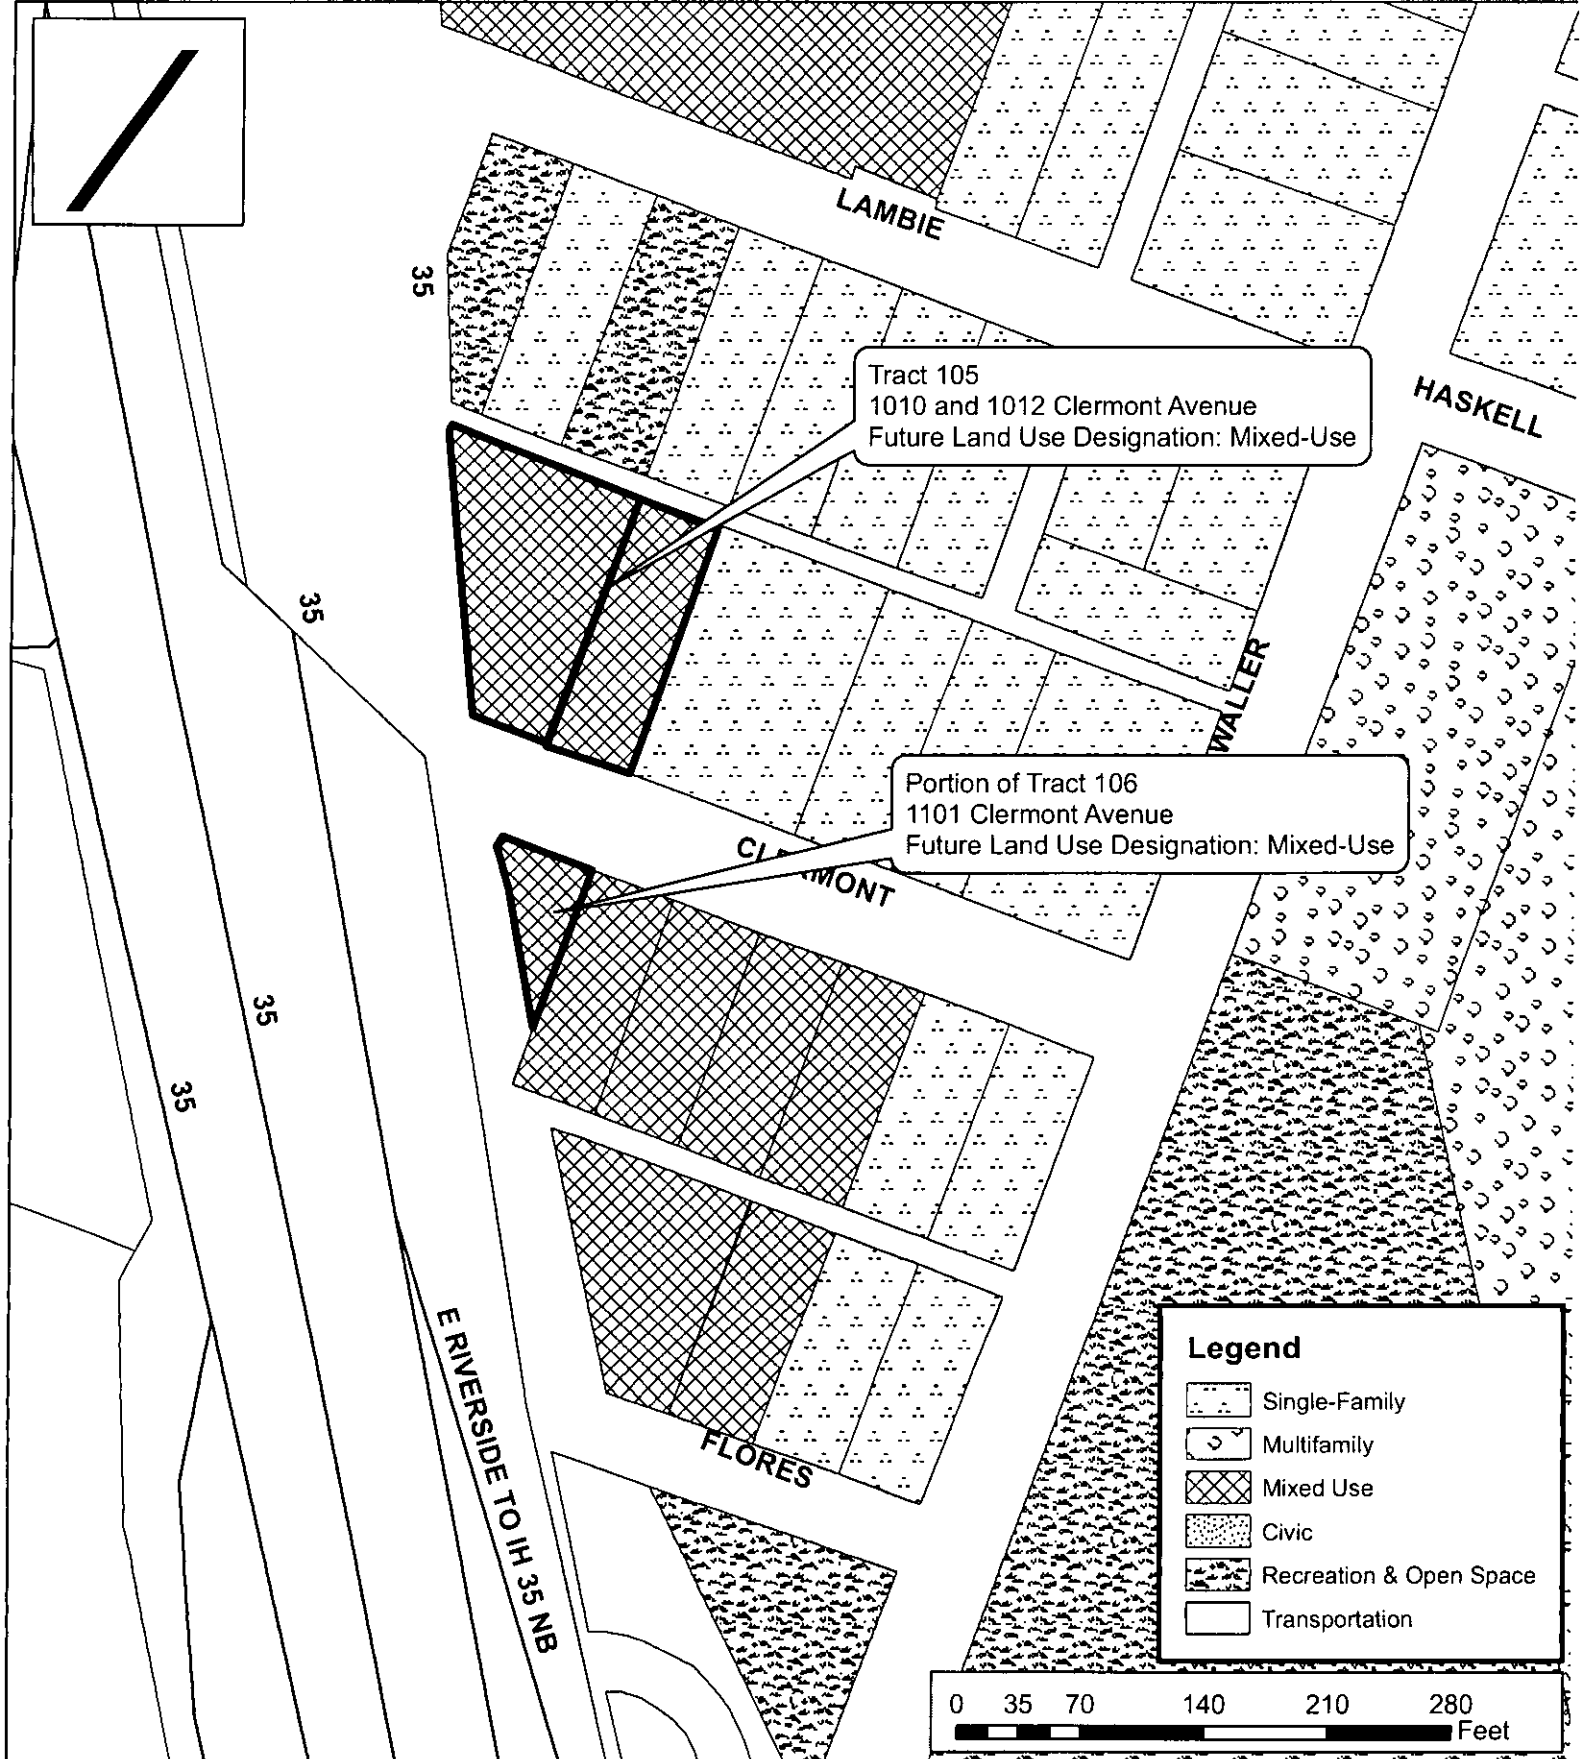 LAMBIE
35
Tract 105
1010 and 1012 Clermont Avenue
Future Land Use Designation: Mixed-Use
HASKELL
35
WALLER
Portion of Tract 106
1101 Clermont Avenue
Future Land Use Designation: Mixed-Use
35
35
E RIVERSIDE TO IH 35 NB
FLORES
Legend
Single-Family
Multifamily
Mixed Use
Civic
Recreation & Open Space
Transportation
0 35 70 140 210 280
Feet